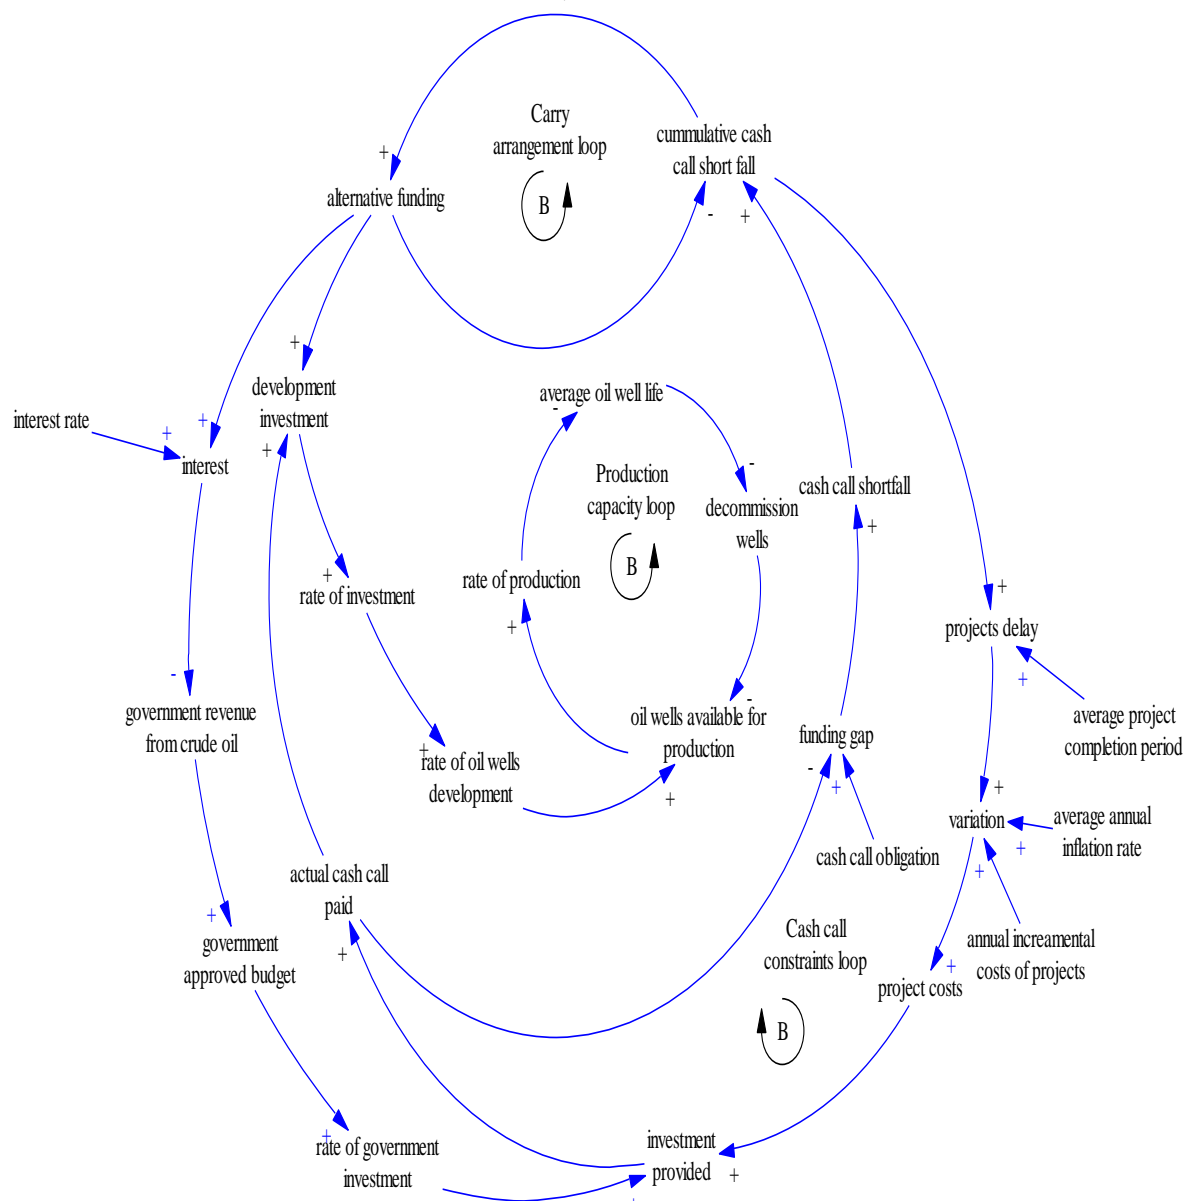 Carry
arrangement loop
B
cummulative cash
call short fall
+
alternative funding
-
+
+
development
investment
average oil well life
-
interest rate
+
+
+
interest
-
Production
capacity loop
B
decommission
wells
cash call shortfall
+
+
rate of investment
rate of production
+
+
projects delay
+
-
government revenue
from crude oil
-
oil wells available for
production
funding gap
average project
completion period
+
rate of oil wells
development
+
-
+
+
variation
average annual
inflation rate
+
cash call obligation
actual cash call
paid
+
+
annual increamental
costs of projects
+
government
approved budget
+
Cash call
constraints loop
B
project costs
+
rate of government
investment
investment
provided
+